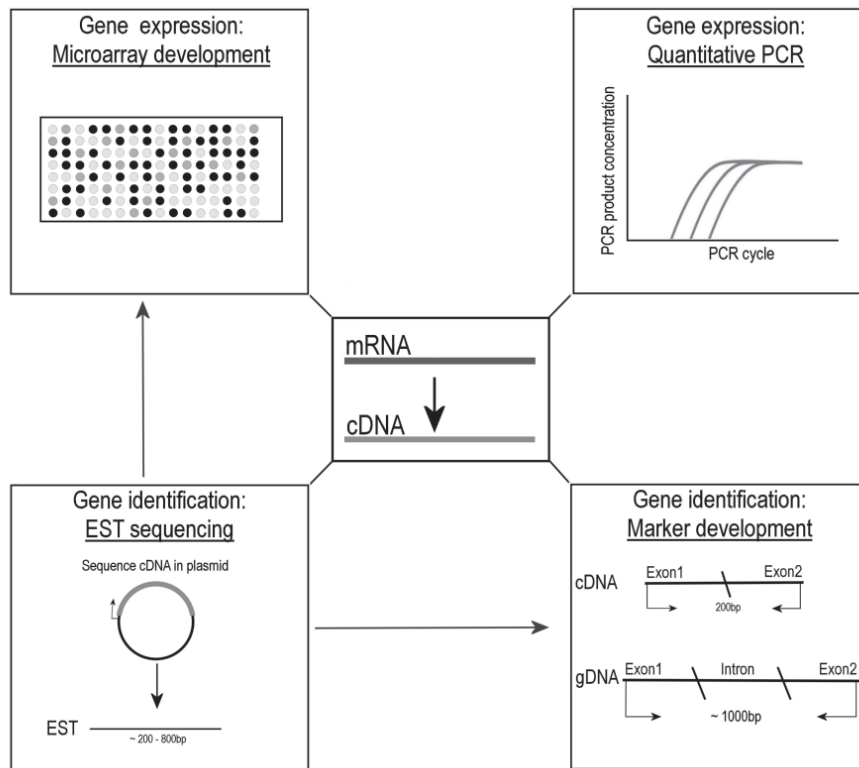 Gene expression:
Microarray development
Gene expression:
Quantitative PCR
PCR product concentration
PCR cycle
mRNA
cDNA
Gene identification:
EST sequencing
Sequence cDNA in plasmid
EST
~ 200 - 800bp
Gene identification:
Marker development
cDNA
Exon1
Exon2
200bp
gDNA
Exon1
Intron
Exon2
~ 1000bp